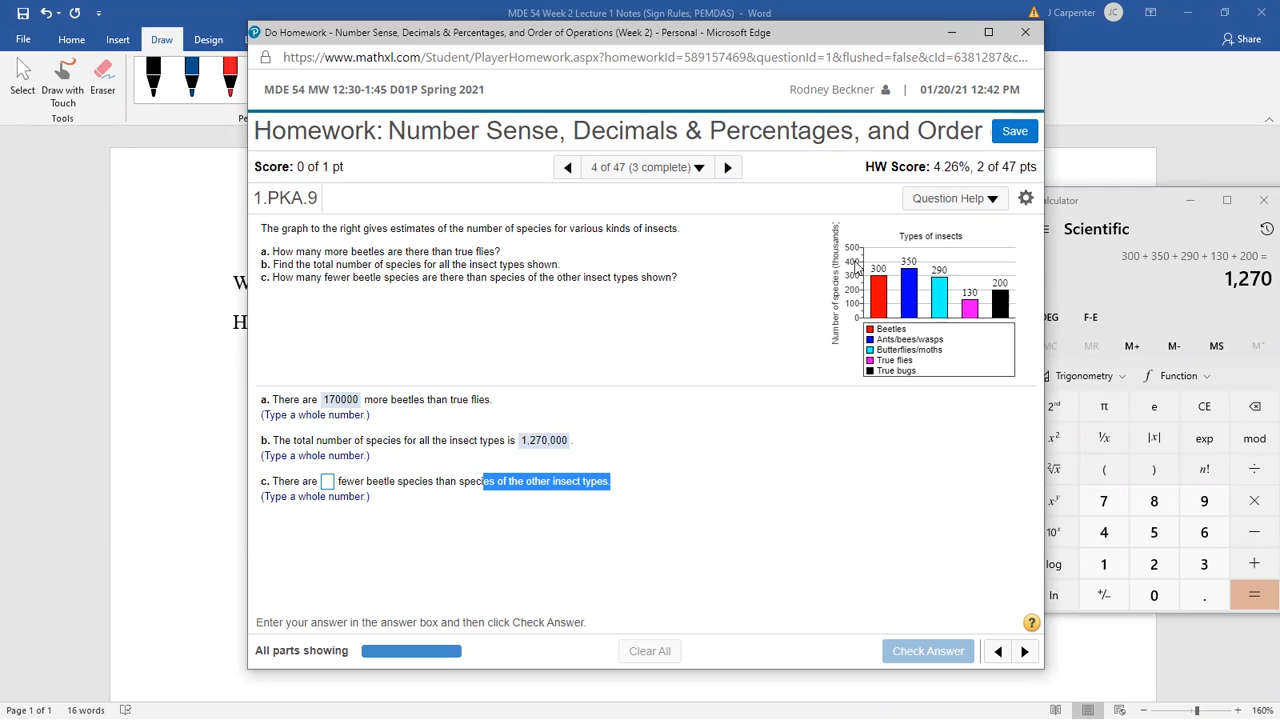 MDE 54 Week 2 Lecture 1 Notes (Sign Rules, PEMDAS) - Word
J Carpenter JC
File Home Insert Draw Design
Share
Select Draw with Touch Eraser
Tools
Do Homework - Number Sense, Decimals & Percentages, and Order of Operations (Week 2) - Personal - Microsoft Edge
https://www.mathxl.com/Student/PlayerHomework.aspx?homeworkId=589157469&questionId=1&flushed=false&cId=6381287&c...
MDE 54 MW 12:30-1:45 D01P Spring 2021
Rodney Beckner | 01/20/21 12:42 PM
Homework: Number Sense, Decimals & Percentages, and Order
Save
Score: 0 of 1 pt
4 of 47 (3 complete)
HW Score: 4.26%, 2 of 47 pts
1.PKA.9
Question Help
The graph to the right gives estimates of the number of species for various kinds of insects.
a. How many more beetles are there than true flies?
b. Find the total number of species for all the insect types shown.
c. How many fewer beetle species are there than species of the other insect types shown?
Types of insects
Number of species (thousands)
500
400
300
200
100
0
300
350
290
130
200
Beetles
Ants/bees/wasps
Butterflies/moths
True flies
True bugs
a. There are 170000 more beetles than true flies.
(Type a whole number.)
b. The total number of species for all the insect types is 1,270,000.
(Type a whole number.)
c. There are fewer beetle species than species of the other insect types.
(Type a whole number.)
Enter your answer in the answer box and then click Check Answer.
?
All parts showing
Clear All
Check Answer
W
H
Scientific
300 + 350 + 290 + 130 + 200 =
1,270
DEG F-E
MC MR M+ M- MS
Trigonometry f Function
2nd π e CE
x² ¹/x |x| exp mod
²√x ( ) n! ÷
xʸ 7 8 9 ×
10ˣ 4 5 6 −
log 1 2 3 +
ln +/− 0 . =
Page 1 of 1 16 words
160%